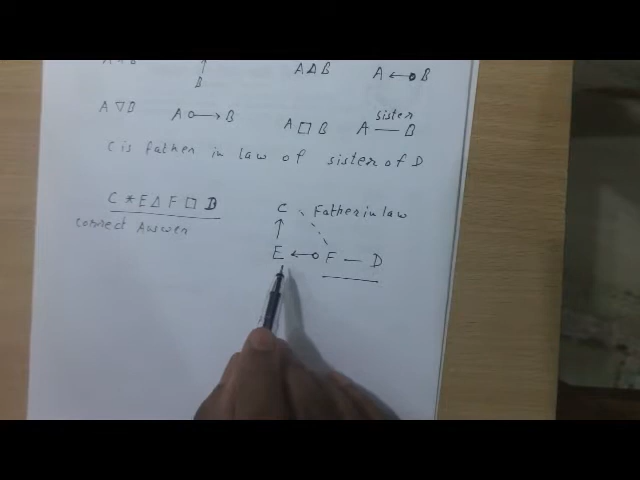 A △ B A ←o B
B
A ▽ B A o→ B A □ B A — B sister
C is father in law of sister of D
C * E △ F □ D
Correct Answer
C Father in law
↑
E ←o F — D